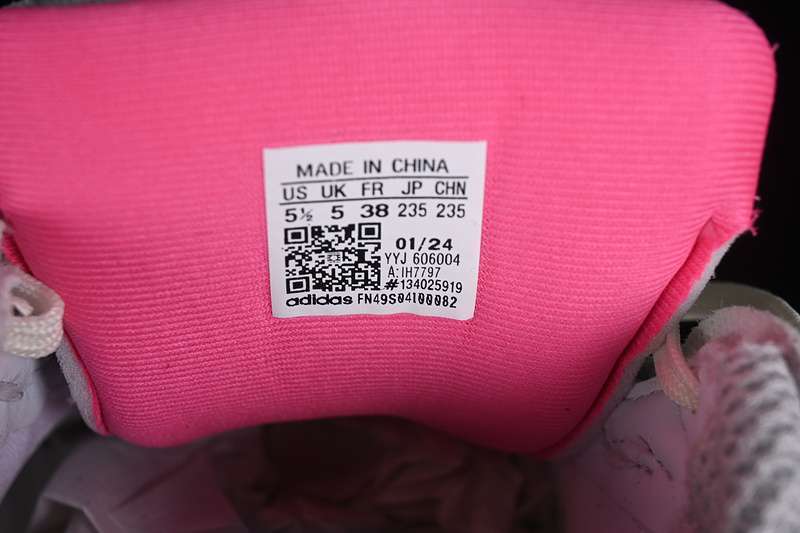 MADE IN CHINA
US UK FR JP CHN
5½ 5 38 235 235
01/24
YYJ 606004
A:IH7797
#134025919
adidas FN49S04100082